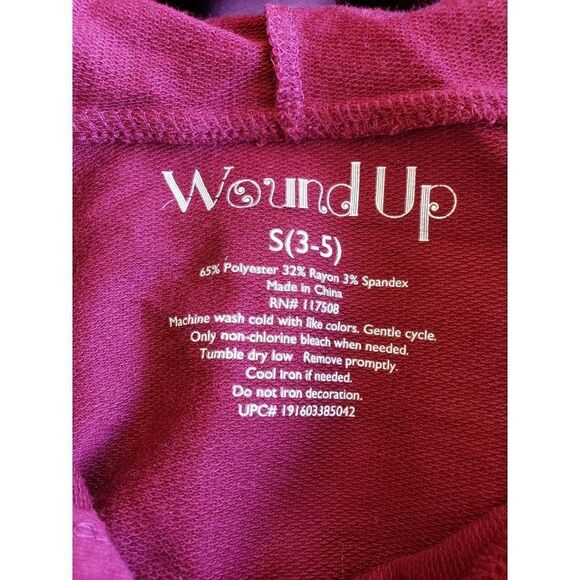 Wound Up
S(3-5)
65% Polyester 32% Rayon 3% Spandex
Made in China
RN# 117508
Machine wash cold with like colors. Gentle cycle.
Only non-chlorine bleach when needed.
Tumble dry low Remove promptly.
Cool iron if needed.
Do not iron decoration.
UPC# 191603385042